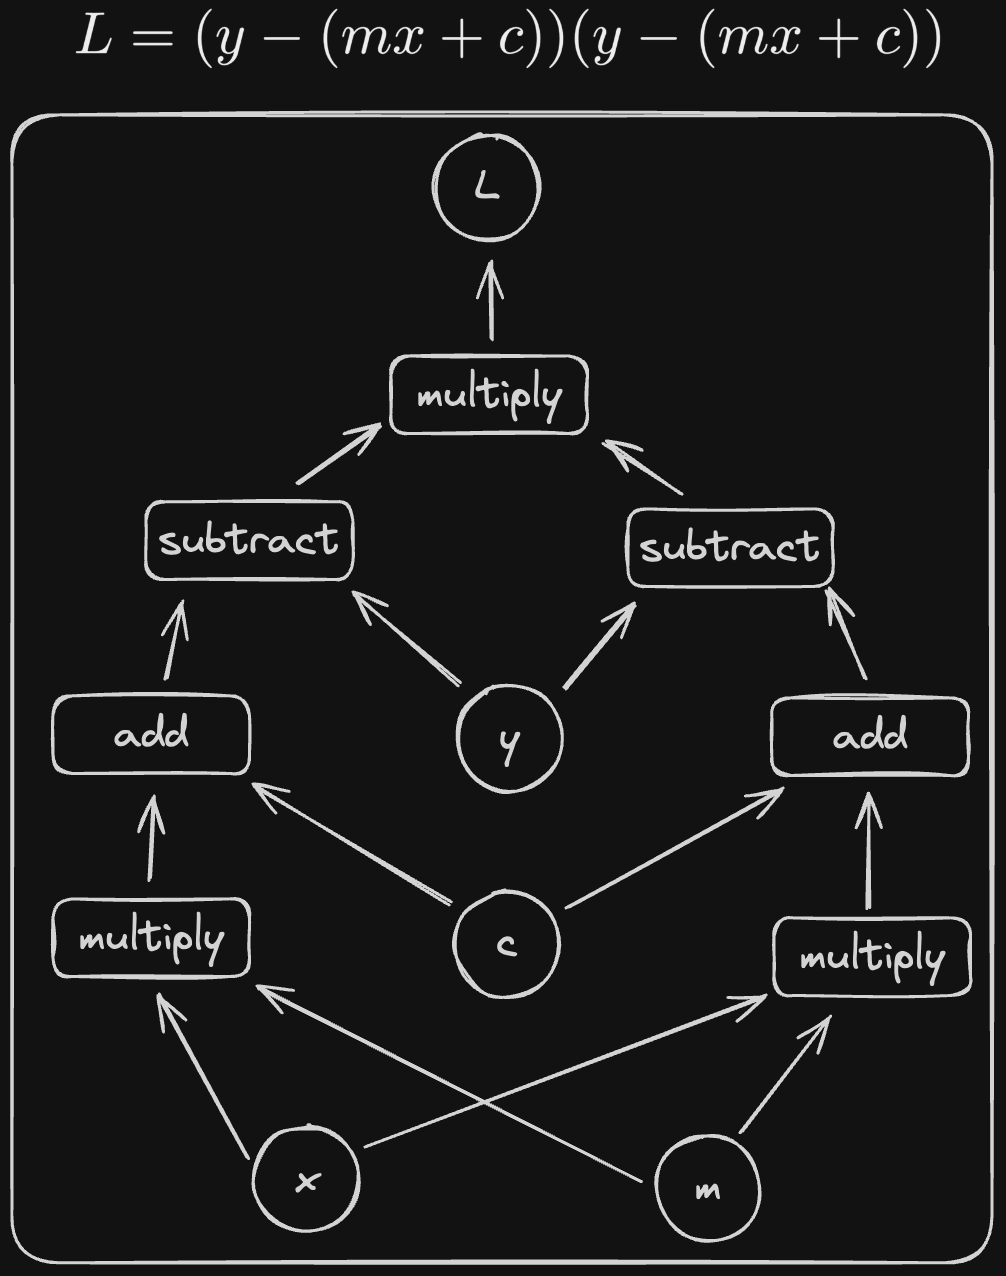 L = (y − (mx + c))(y − (mx + c))
L
multiply
subtract
subtract
add
y
add
multiply
c
multiply
x
m